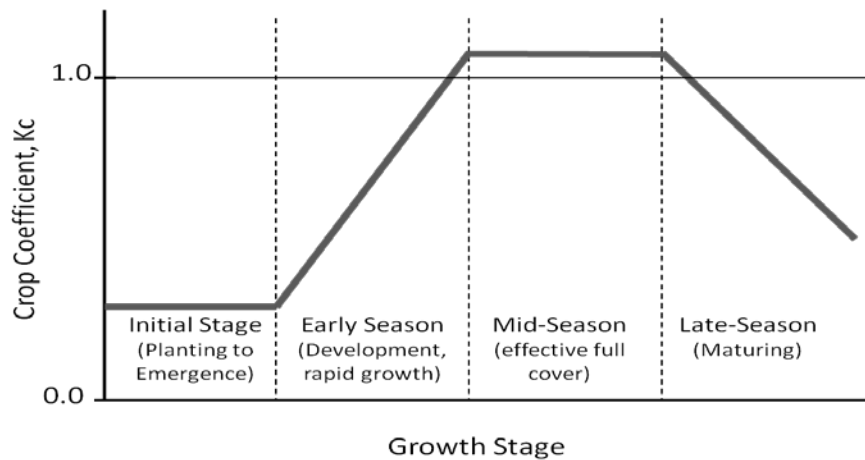 1.0
Crop Coefficient, Kc
Initial Stage
(Planting to
Emergence)
Early Season
(Development,
rapid growth)
Mid-Season
(effective full
cover)
Late-Season
(Maturing)
0.0
Growth Stage